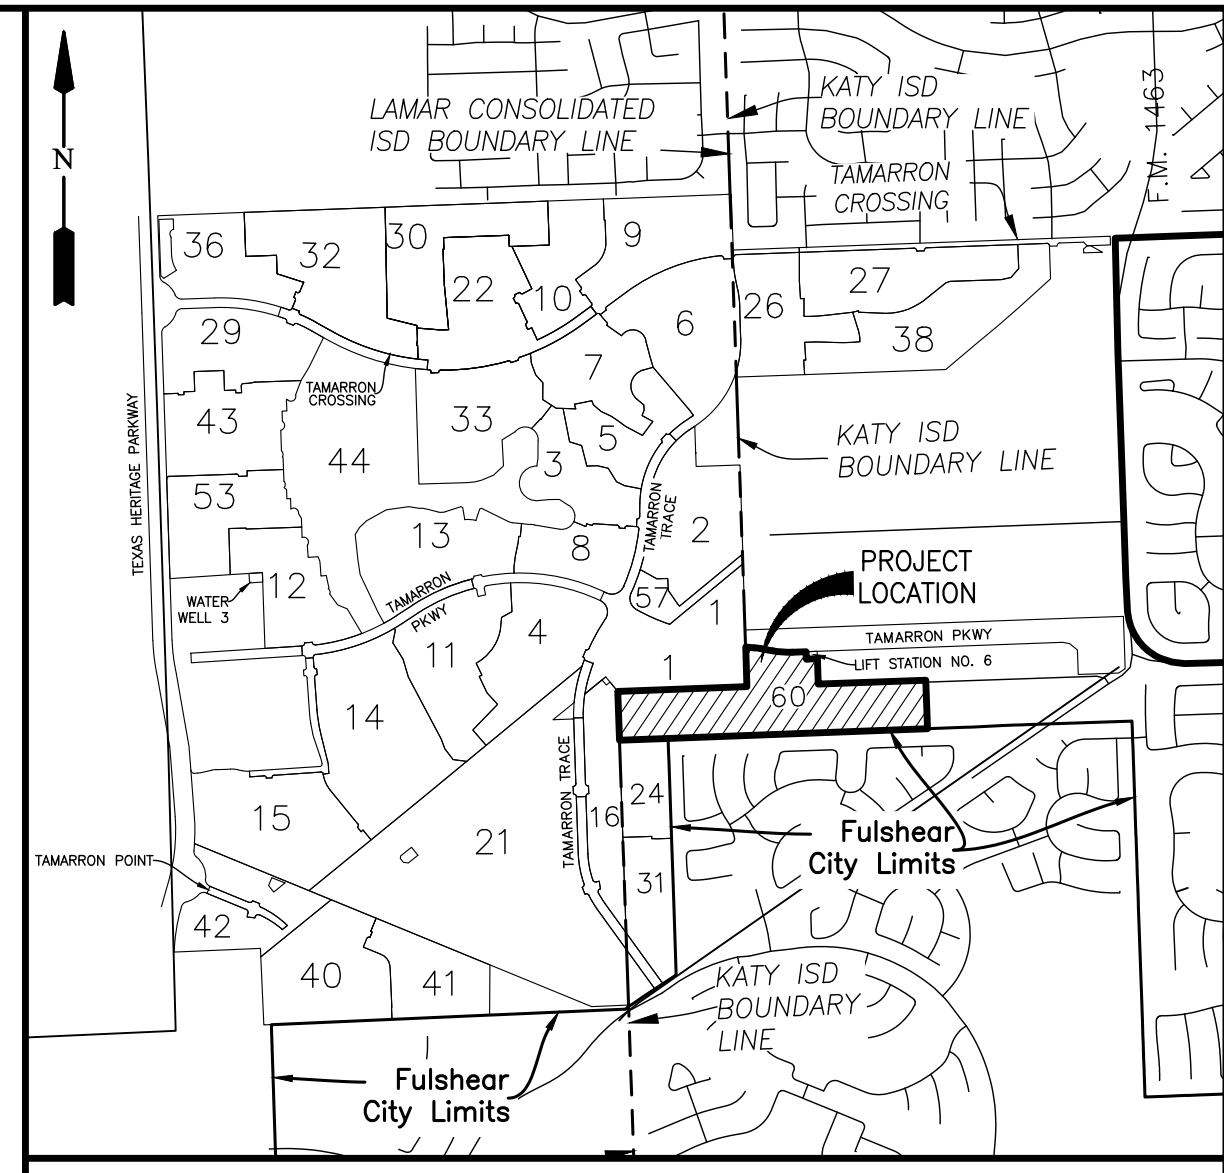 LAMAR CONSOLIDATED
ISD BOUNDARY LINE
KATY ISD
BOUNDARY LINE
F.M. 1463
N
TAMARRON
CROSSING
36
32
30
9
22
10
27
26
6
38
29
7
TAMARRON
CROSSING
TEXAS HERITAGE PARKWAY
43
33
5
44
3
KATY ISD
BOUNDARY LINE
53
TAMARRON
TRACE
2
13
8
PROJECT
LOCATION
12
57
WATER
WELL 3
TAMARRON
PKWY
1
4
11
TAMARRON PKWY
LIFT STATION NO. 6
1
60
14
TAMARRON TRACE
24
15
16
21
Fulshear
City Limits
TAMARRON POINT
31
42
40
41
KATY ISD
BOUNDARY
LINE
Fulshear
City Limits